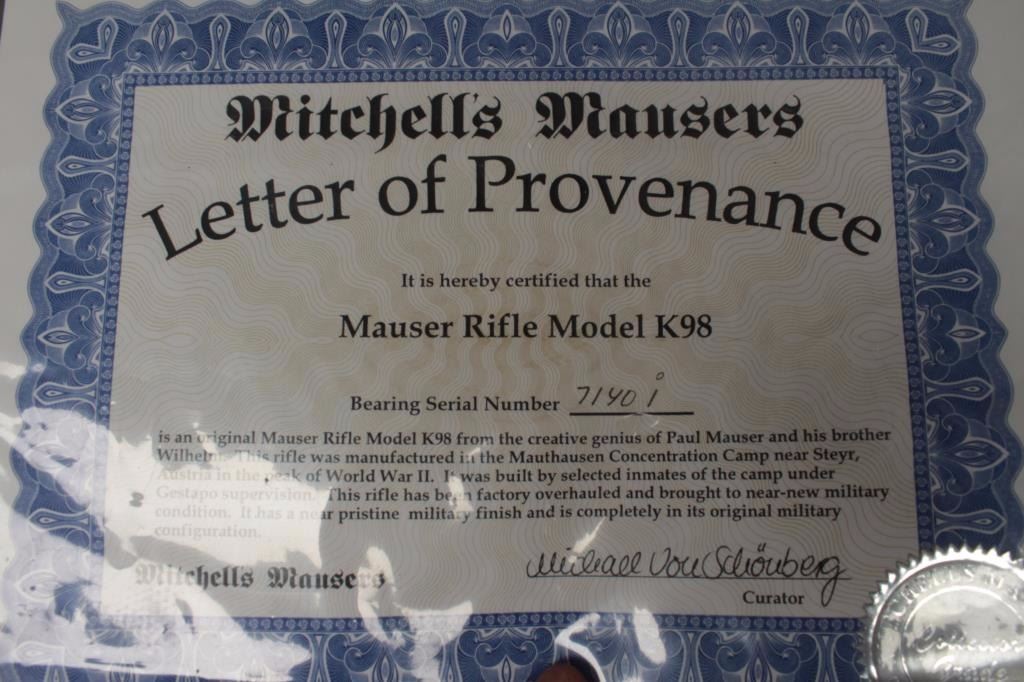 Mitchell's Mausers
Letter of Provenance
It is hereby certified that the
Mauser Rifle Model K98
Bearing Serial Number 7140 i
is an original Mauser Rifle Model K98 from the creative genius of Paul Mauser and his brother
Wilhelm. This rifle was manufactured in the Mauthausen Concentration Camp near Steyr,
Austria in the peak of World War II. It was built by selected inmates of the camp under
Gestapo supervision. This rifle has been factory overhauled and brought to near-new military
condition. It has a near pristine military finish and is completely in its original military
configuration.
Michael Von Schönberg
Mitchell's Mausers
Curator